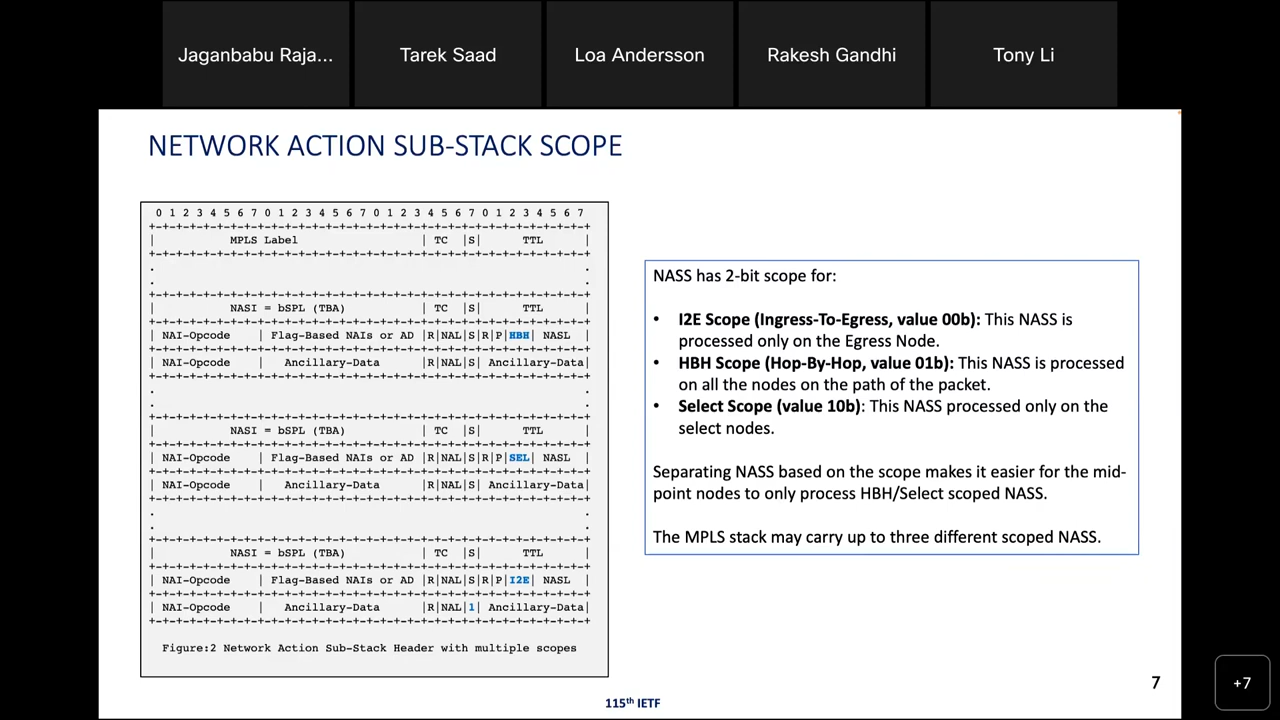 Jaganbabu Raja...
Tarek Saad
Loa Andersson
Rakesh Gandhi
Tony Li
NETWORK ACTION SUB-STACK SCOPE
0 1 2 3 4 5 6 7 0 1 2 3 4 5 6 7 0 1 2 3 4 5 6 7 0 1 2 3 4 5 6 7
+-+-+-+-+-+-+-+-+-+-+-+-+-+-+-+-+-+-+-+-+-+-+-+-+-+-+-+-+-+-+-+-+
| MPLS Label | TC |S| TTL |
+-+-+-+-+-+-+-+-+-+-+-+-+-+-+-+-+-+-+-+-+-+-+-+-+-+-+-+-+-+-+-+-+
. .
. .
+-+-+-+-+-+-+-+-+-+-+-+-+-+-+-+-+-+-+-+-+-+-+-+-+-+-+-+-+-+-+-+-+
| NASI = bSPL (TBA) | TC |S| TTL |
+-+-+-+-+-+-+-+-+-+-+-+-+-+-+-+-+-+-+-+-+-+-+-+-+-+-+-+-+-+-+-+-+
| NAI-Opcode | Flag-Based NAIs or AD |R|NAL|S|R|P|HBH| NASL |
+-+-+-+-+-+-+-+-+-+-+-+-+-+-+-+-+-+-+-+-+-+-+-+-+-+-+-+-+-+-+-+-+
| NAI-Opcode | Ancillary-Data |R|NAL|S| Ancillary-Data|
+-+-+-+-+-+-+-+-+-+-+-+-+-+-+-+-+-+-+-+-+-+-+-+-+-+-+-+-+-+-+-+-+
. .
. .
+-+-+-+-+-+-+-+-+-+-+-+-+-+-+-+-+-+-+-+-+-+-+-+-+-+-+-+-+-+-+-+-+
| NASI = bSPL (TBA) | TC |S| TTL |
+-+-+-+-+-+-+-+-+-+-+-+-+-+-+-+-+-+-+-+-+-+-+-+-+-+-+-+-+-+-+-+-+
| NAI-Opcode | Flag-Based NAIs or AD |R|NAL|S|R|P|SEL| NASL |
+-+-+-+-+-+-+-+-+-+-+-+-+-+-+-+-+-+-+-+-+-+-+-+-+-+-+-+-+-+-+-+-+
| NAI-Opcode | Ancillary-Data |R|NAL|S| Ancillary-Data|
+-+-+-+-+-+-+-+-+-+-+-+-+-+-+-+-+-+-+-+-+-+-+-+-+-+-+-+-+-+-+-+-+
. .
. .
+-+-+-+-+-+-+-+-+-+-+-+-+-+-+-+-+-+-+-+-+-+-+-+-+-+-+-+-+-+-+-+-+
| NASI = bSPL (TBA) | TC |S| TTL |
+-+-+-+-+-+-+-+-+-+-+-+-+-+-+-+-+-+-+-+-+-+-+-+-+-+-+-+-+-+-+-+-+
| NAI-Opcode | Flag-Based NAIs or AD |R|NAL|S|R|P|I2E| NASL |
+-+-+-+-+-+-+-+-+-+-+-+-+-+-+-+-+-+-+-+-+-+-+-+-+-+-+-+-+-+-+-+-+
| NAI-Opcode | Ancillary-Data |R|NAL|1| Ancillary-Data|
+-+-+-+-+-+-+-+-+-+-+-+-+-+-+-+-+-+-+-+-+-+-+-+-+-+-+-+-+-+-+-+-+
Figure:2 Network Action Sub-Stack Header with multiple scopes
NASS has 2-bit scope for:
• I2E Scope (Ingress-To-Egress, value 00b): This NASS is
processed only on the Egress Node.
• HBH Scope (Hop-By-Hop, value 01b): This NASS is processed
on all the nodes on the path of the packet.
• Select Scope (value 10b): This NASS processed only on the
select nodes.
Separating NASS based on the scope makes it easier for the mid-
point nodes to only process HBH/Select scoped NASS.
The MPLS stack may carry up to three different scoped NASS.
7
115th IETF
+7